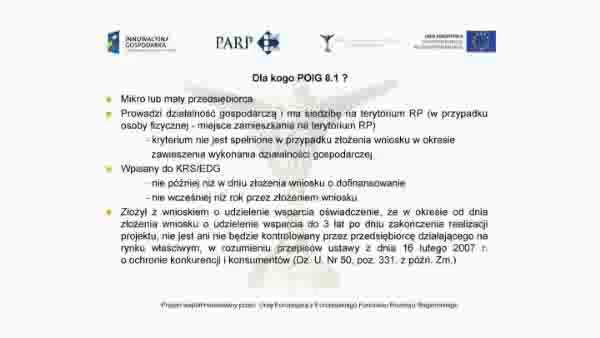 INNOWACYJNA
GOSPODARKA
PARP
UNIA EUROPEJSKA
Dla kogo POIG 8.1 ?
Mikro lub mały przedsiębiorca
Prowadzi działalność gospodarczą i ma siedzibę na terytorium RP (w przypadku
osoby fizycznej - miejsce zamieszkania na terytorium RP)
- kryterium nie jest spełnione w przypadku złożenia wniosku w okresie
zawieszenia wykonania działalności gospodarczej
Wpisany do KRS/EDG
- nie później niż w dniu złożenia wniosku o dofinansowanie
- nie wcześniej niż rok przez złożeniem wniosku
Złożył z wnioskiem o udzielenie wsparcia oświadczenie, że w okresie od dnia
złożenia wniosku o udzielenie wsparcia do 3 lat po dniu zakończenia realizacji
projektu, nie jest ani nie będzie kontrolowany przez przedsiębiorcę działającego na
rynku właściwym, w rozumieniu przepisów ustawy z dnia 16 lutego 2007 r.
o ochronie konkurencji i konsumentów (Dz. U. Nr 50, poz. 331. z późń. Zm.)
Projekt współfinansowany przez Unię Europejską z Europejskiego Funduszu Rozwoju Regionalnego